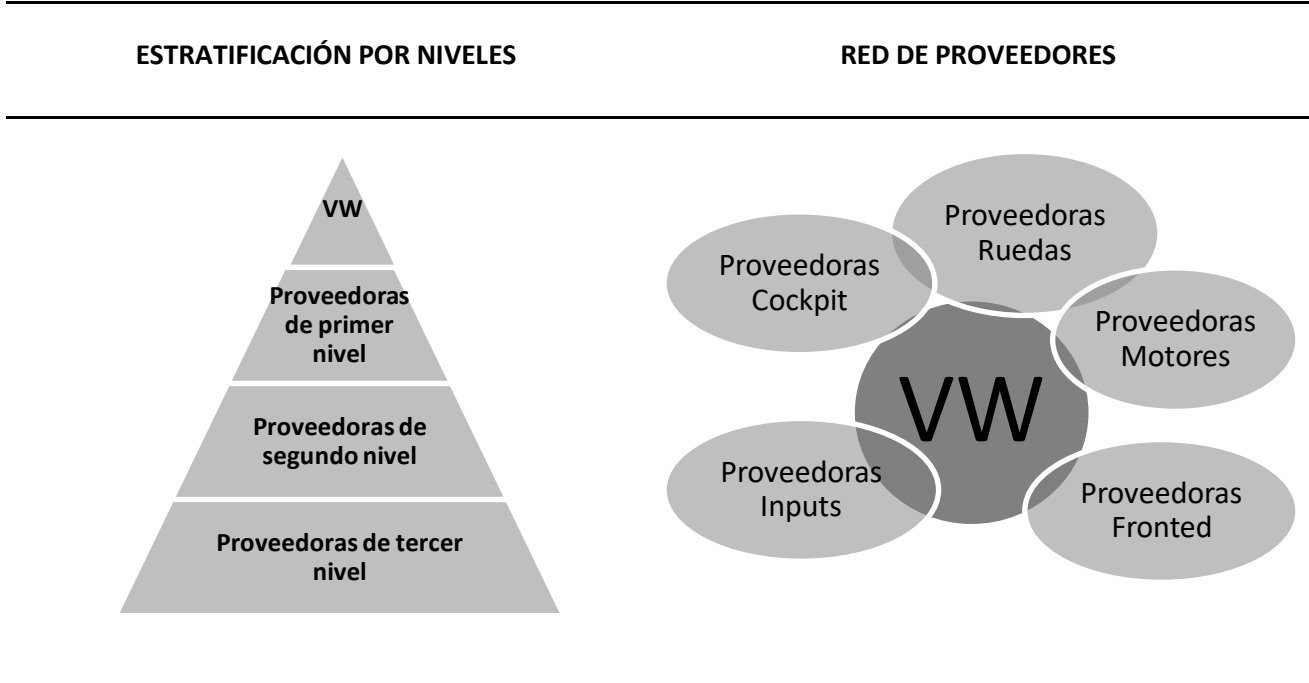 ESTRATIFICACIÓN POR NIVELES
RED DE PROVEEDORES
VW
Proveedoras
de primer
nivel
Proveedoras de
segundo nivel
Proveedoras de tercer
nivel
Proveedoras
Ruedas
Proveedoras
Cockpit
Proveedoras
Motores
VW
Proveedoras
Inputs
Proveedoras
Fronted